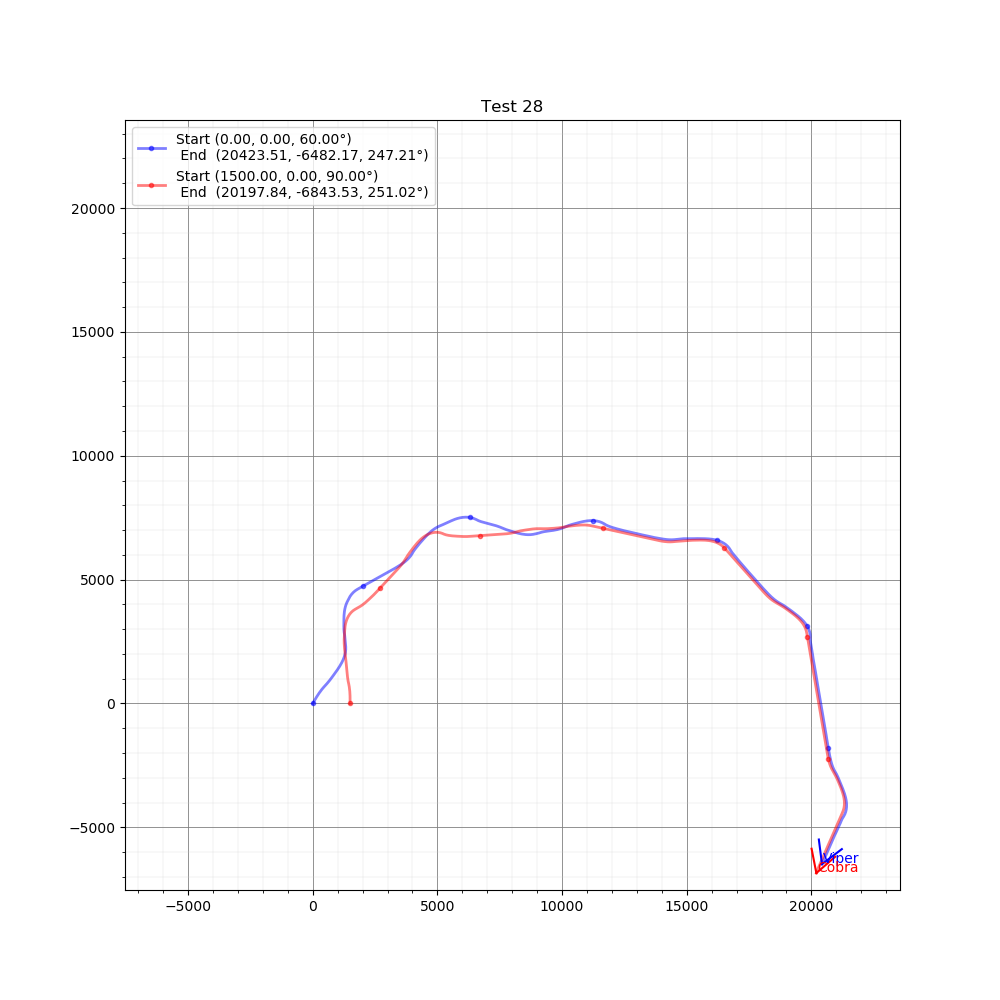 Test 28
Start (0.00, 0.00, 60.00°)
End  (20423.51, -6482.17, 247.21°)
Start (1500.00, 0.00, 90.00°)
End  (20197.84, -6843.53, 251.02°)
20000
15000
10000
5000
0
−5000
Viper
Cobra
−5000
0
5000
10000
15000
20000